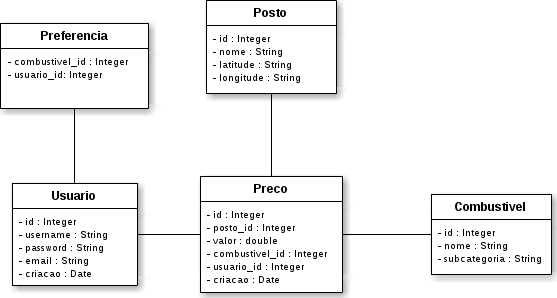 Posto
- id : Integer
- nome : String
- latitude : String
- longitude : String
Preferencia
- combustivel_id : Integer
- usuario_id: Integer
Usuario
- id : Integer
- username : String
- password : String
- email : String
- criacao : Date
Preco
- id : Integer
- posto_id : Integer
- valor : double
- combustivel_id : Integer
- usuario_id : Integer
- criacao : Date
Combustivel
- id : Integer
- nome : String
- subcategoria : String